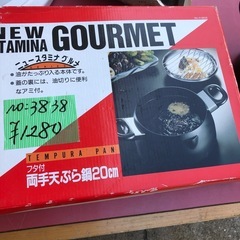 NEW
STAMINA GOURMET
ニュースタミナグルメ
●油がたっぷり入る本体です。
●蓋の裏には、油切りに便利
なアミ付。
no-3838
¥1280
TEMPURA PAN
フタ付
両手天ぷら鍋20cm